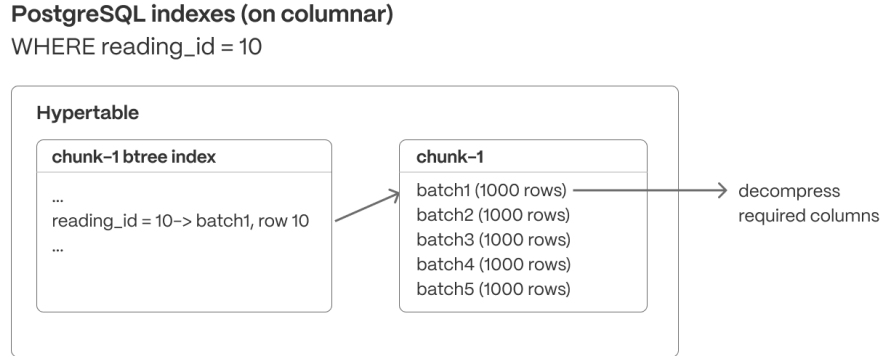 PostgreSQL indexes (on columnar)
WHERE reading_id = 10
Hypertable
chunk-1 btree index
...
reading_id = 10-> batch1, row 10
...
chunk-1
batch1 (1000 rows)
batch2 (1000 rows)
batch3 (1000 rows)
batch4 (1000 rows)
batch5 (1000 rows)
decompress
required columns